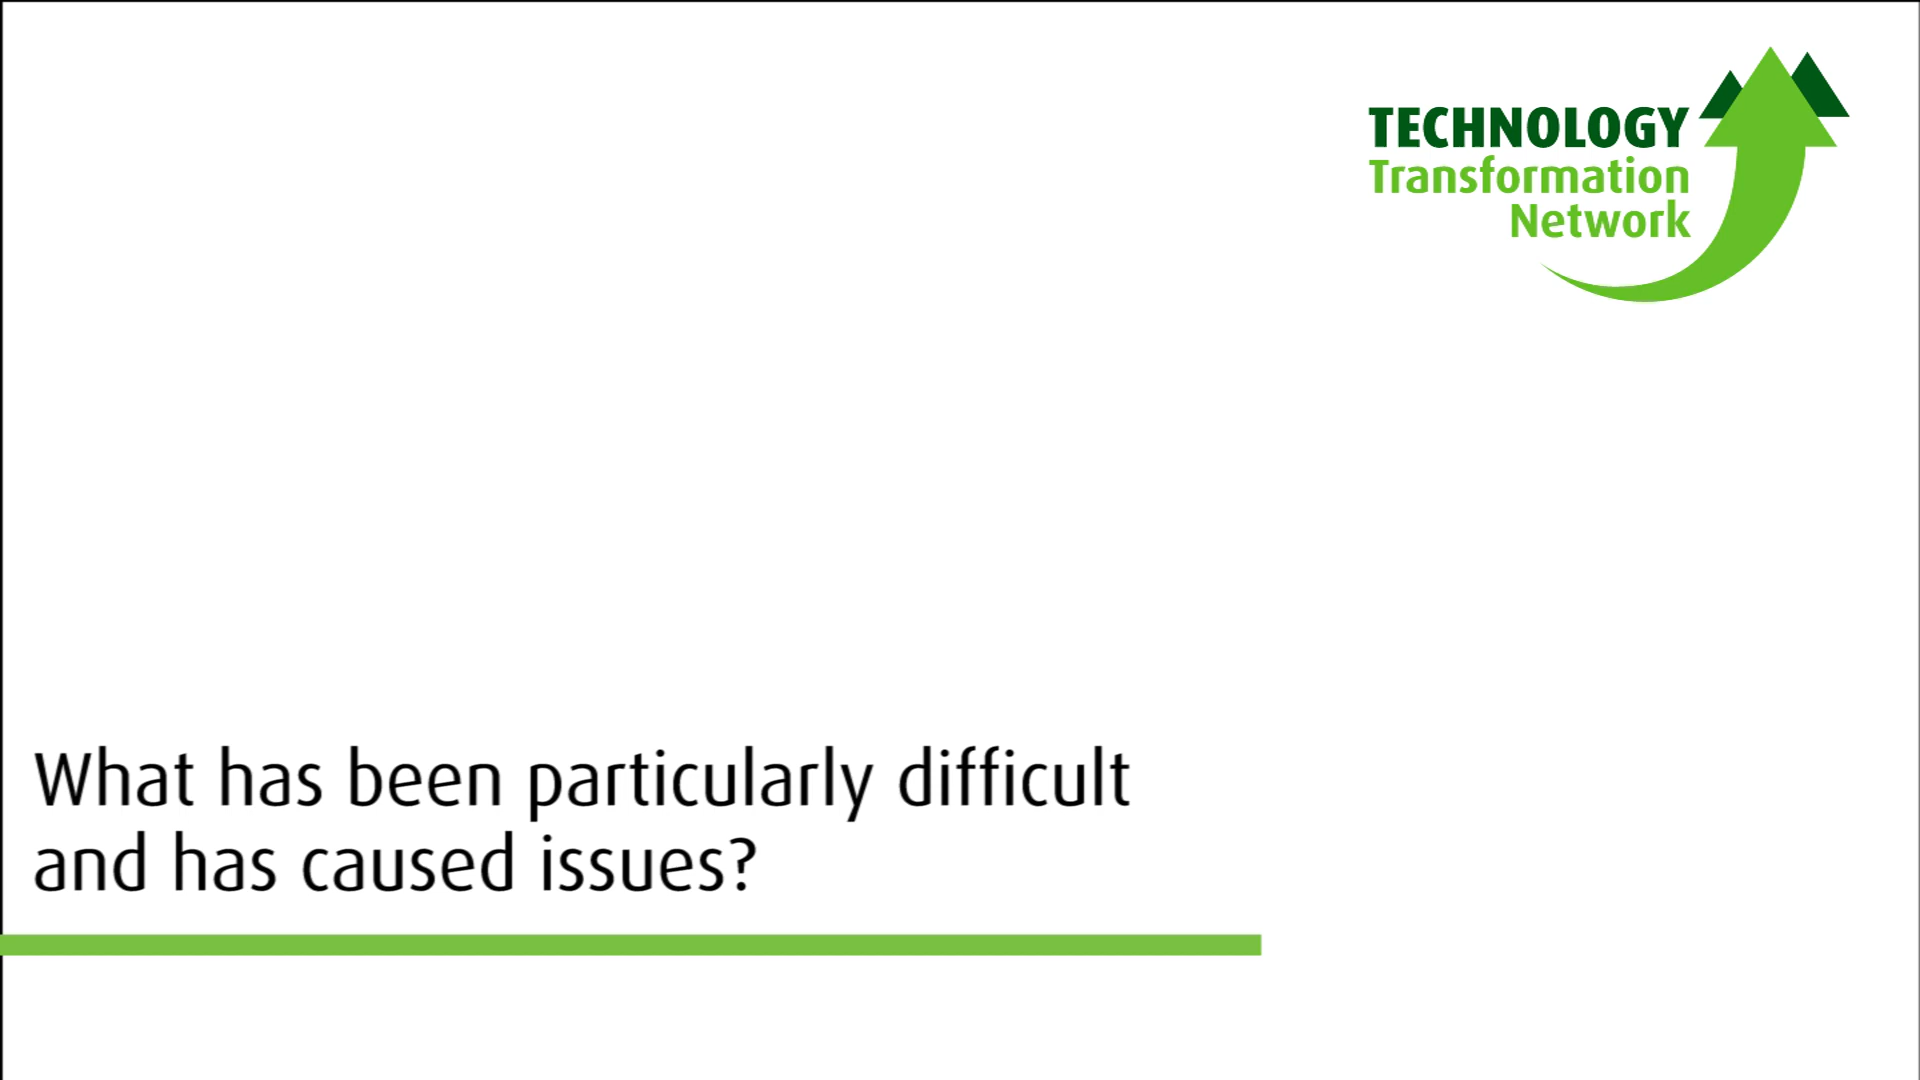 TECHNOLOGY
Transformation
Network
What has been particularly difficult
and has caused issues?